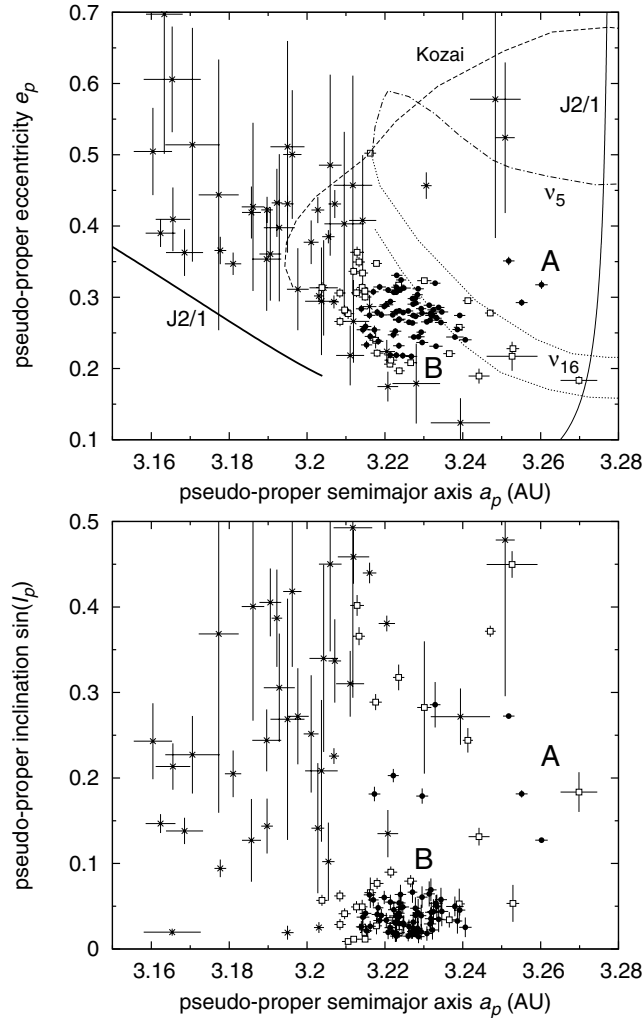 0.7
0.6
0.5
0.4
0.3
0.2
0.1
pseudo-proper eccentricity e_p
Kozai
J2/1
ν5
A
J2/1
B
ν16
3.16 3.18 3.2 3.22 3.24 3.26 3.28
pseudo-proper semimajor axis a_p (AU)
0.5
0.4
0.3
0.2
0.1
0
pseudo-proper inclination sin(I_p)
A
B
3.16 3.18 3.2 3.22 3.24 3.26 3.28
pseudo-proper semimajor axis a_p (AU)